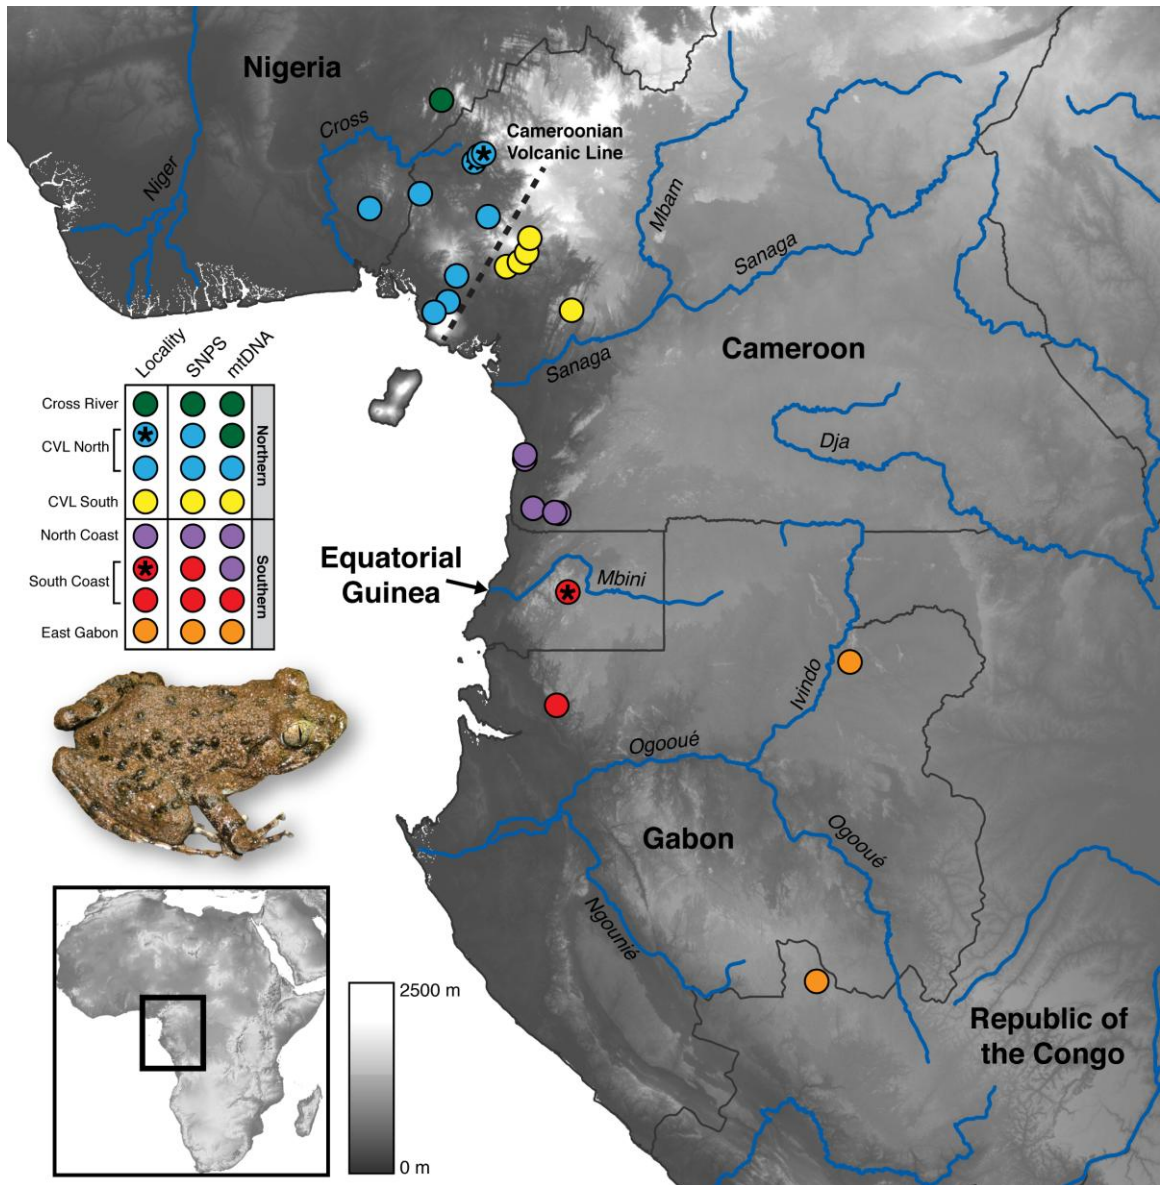 Nigeria
Cross
Cameroonian
Volcanic Line
Niger
Mbam
Sanaga
Sanaga
Cameroon
Dja
Locality
SNPS
mtDNA
Cross River
CVL North
CVL South
North Coast
South Coast
East Gabon
Northern
Southern
Equatorial
Guinea
Mbini
Ivindo
Ogooué
Gabon
Ogooué
Ngounié
Republic of
the Congo
2500 m
0 m